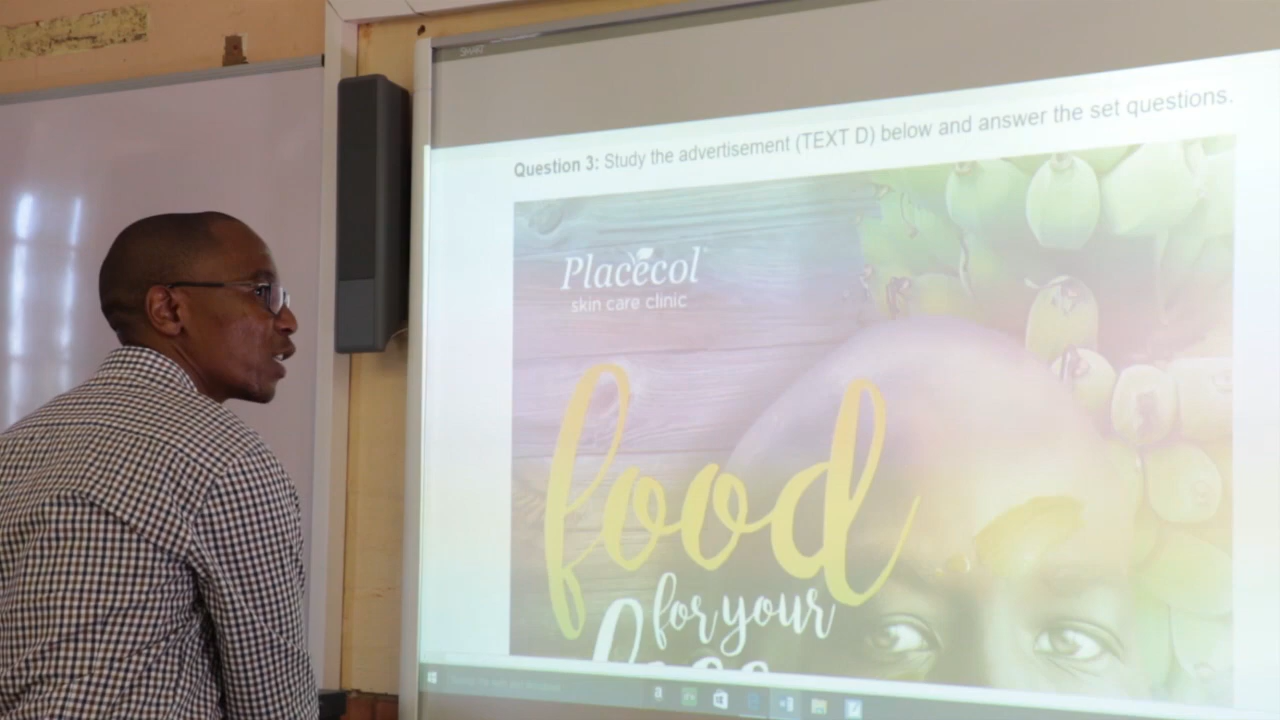 SMART
Question 3: Study the advertisement (TEXT D) below and answer the set questions.
Placecol
skin care clinic
food
for your